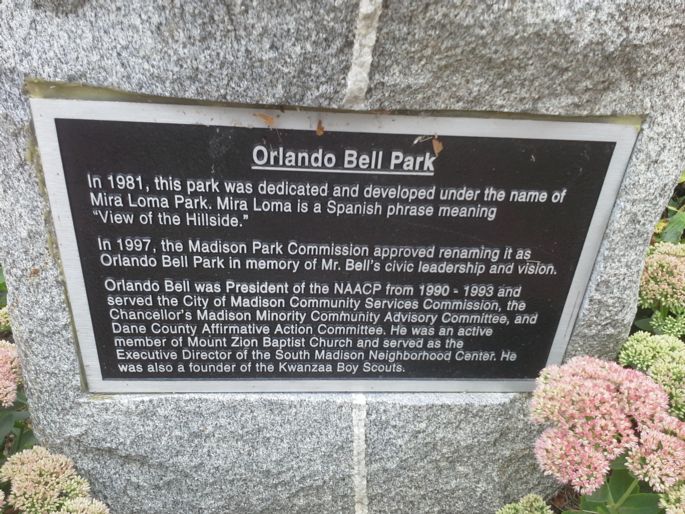 Orlando Bell Park
In 1981, this park was dedicated and developed under the name of
Mira Loma Park. Mira Loma is a Spanish phrase meaning
"View of the Hillside."
In 1997, the Madison Park Commission approved renaming it as
Orlando Bell Park in memory of Mr. Bell's civic leadership and vision.
Orlando Bell was President of the NAACP from 1990 - 1993 and
served the City of Madison Community Services Commission, the
Chancellor's Madison Minority Community Advisory Committee, and
Dane County Affirmative Action Committee. He was an active
member of Mount Zion Baptist Church and served as the
Executive Director of the South Madison Neighborhood Center. He
was also a founder of the Kwanzaa Boy Scouts.